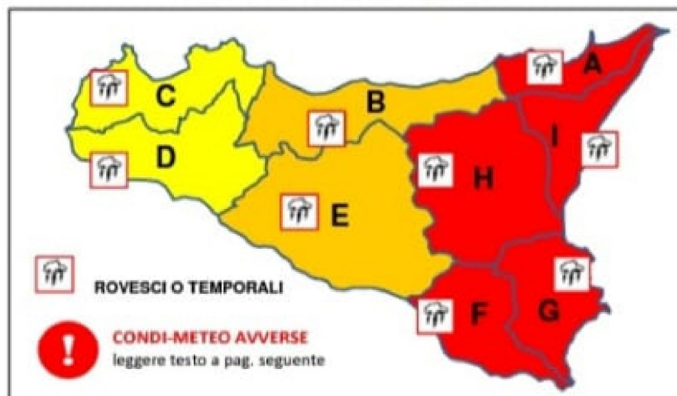 A
C
B
I
D
H
E
ROVESCI O TEMPORALI
F
G
CONDI-METEO AVVERSE
leggere testo a pag. seguente